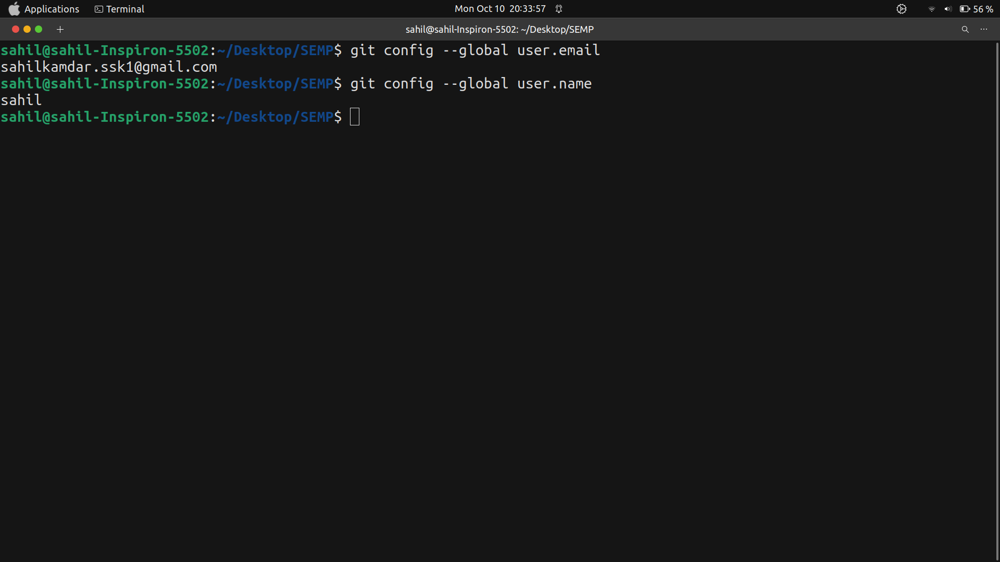 Applications Terminal Mon Oct 10 20:33:57 56 %
sahil@sahil-Inspiron-5502: ~/Desktop/SEMP
sahil@sahil-Inspiron-5502:~/Desktop/SEMP$ git config --global user.email
sahilkamdar.ssk1@gmail.com
sahil@sahil-Inspiron-5502:~/Desktop/SEMP$ git config --global user.name
sahil
sahil@sahil-Inspiron-5502:~/Desktop/SEMP$